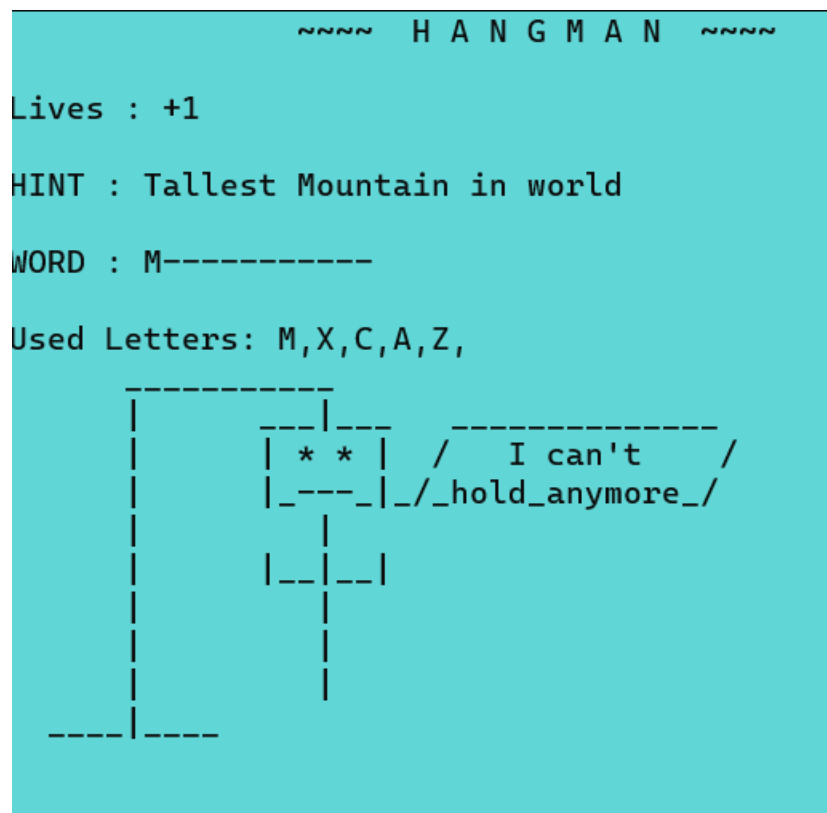 ~~~~ H A N G M A N ~~~~
Lives : +1
HINT : Tallest Mountain in world
WORD : M-----------
Used Letters: M,X,C,A,Z,
I can't
hold_anymore